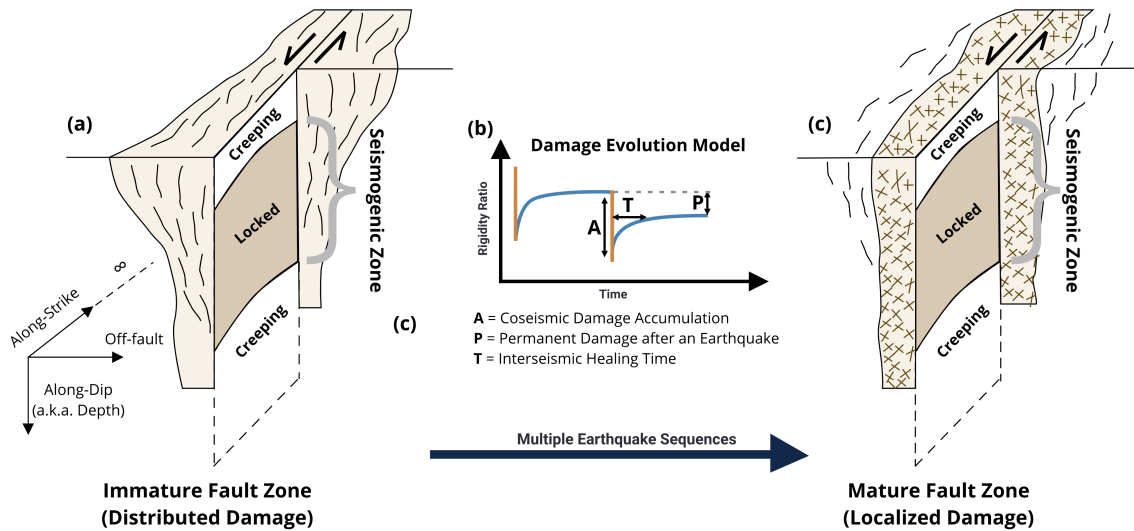 (a)
Creeping
Locked
Creeping
Seismogenic Zone
∞
Along-Strike
Off-fault
Along-Dip
(a.k.a. Depth)
Immature Fault Zone
(Distributed Damage)
(b)
Damage Evolution Model
Rigidity Ratio
A
T
P
Time
(c)
A = Coseismic Damage Accumulation
P = Permanent Damage after an Earthquake
T = Interseismic Healing Time
Multiple Earthquake Sequences
(c)
Creeping
Locked
Creeping
Seismogenic Zone
Mature Fault Zone
(Localized Damage)